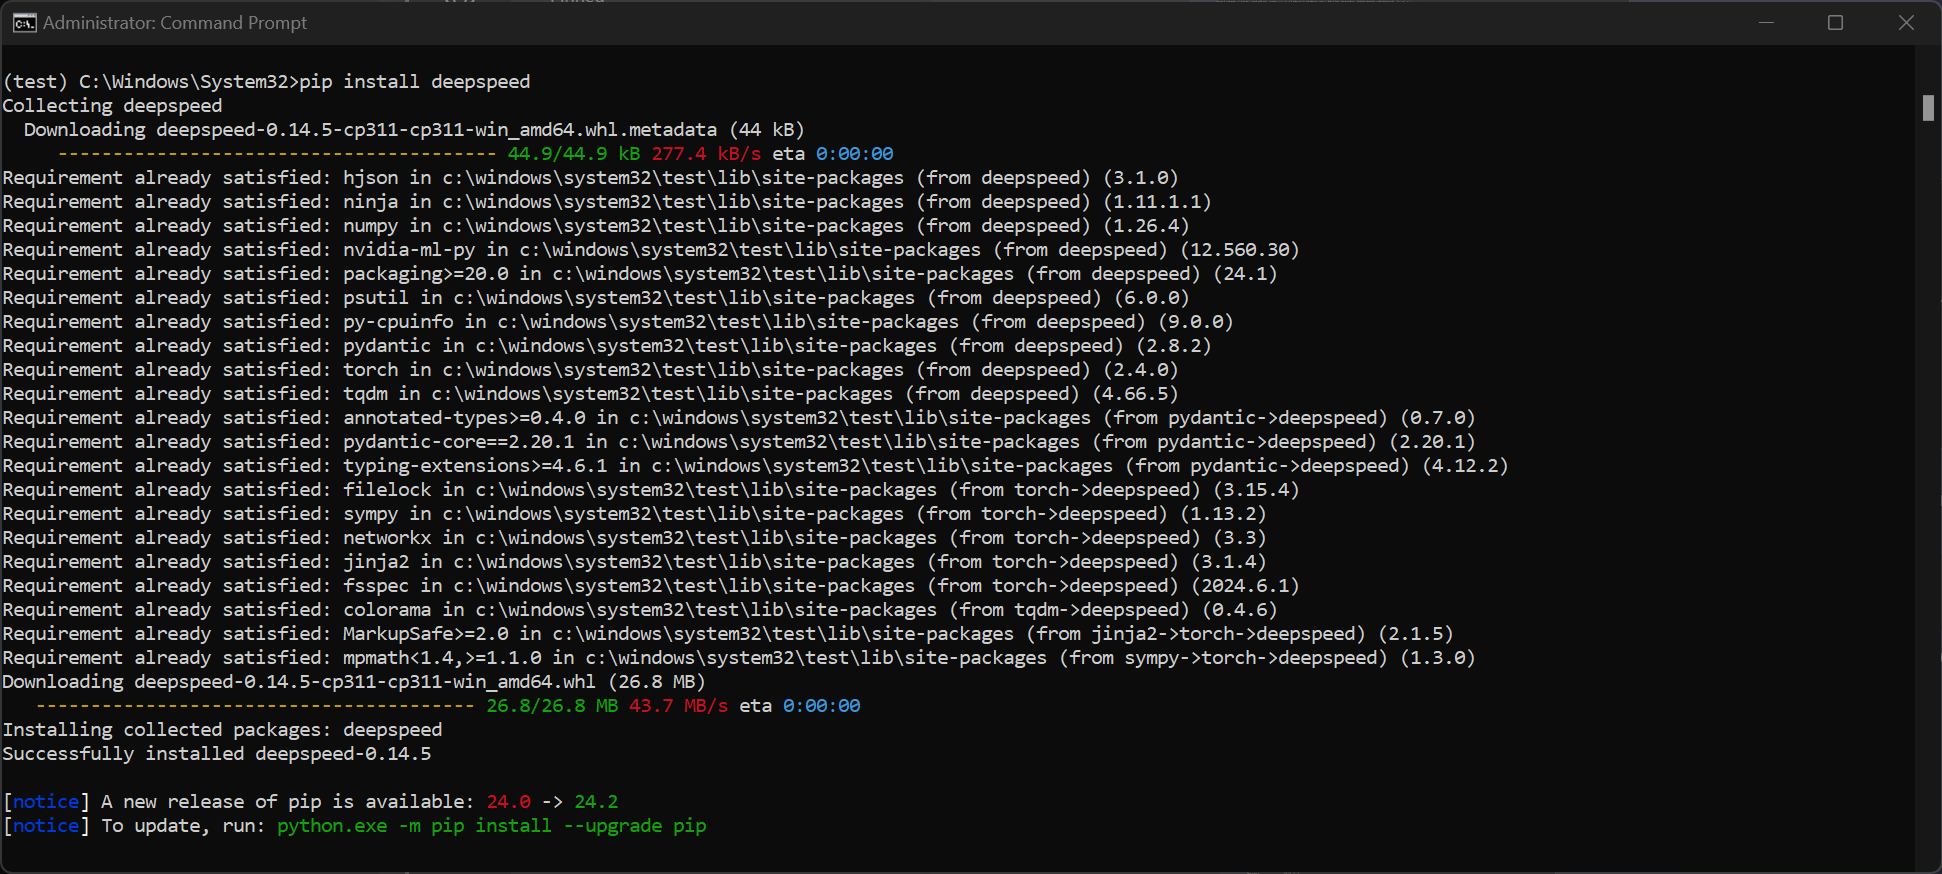 Administrator: Command Prompt
(test) C:\Windows\System32>pip install deepspeed
Collecting deepspeed
  Downloading deepspeed-0.14.5-cp311-cp311-win_amd64.whl.metadata (44 kB)
     ---------------------------------------- 44.9/44.9 kB 277.4 kB/s eta 0:00:00
Requirement already satisfied: hjson in c:\windows\system32\test\lib\site-packages (from deepspeed) (3.1.0)
Requirement already satisfied: ninja in c:\windows\system32\test\lib\site-packages (from deepspeed) (1.11.1.1)
Requirement already satisfied: numpy in c:\windows\system32\test\lib\site-packages (from deepspeed) (1.26.4)
Requirement already satisfied: nvidia-ml-py in c:\windows\system32\test\lib\site-packages (from deepspeed) (12.560.30)
Requirement already satisfied: packaging>=20.0 in c:\windows\system32\test\lib\site-packages (from deepspeed) (24.1)
Requirement already satisfied: psutil in c:\windows\system32\test\lib\site-packages (from deepspeed) (6.0.0)
Requirement already satisfied: py-cpuinfo in c:\windows\system32\test\lib\site-packages (from deepspeed) (9.0.0)
Requirement already satisfied: pydantic in c:\windows\system32\test\lib\site-packages (from deepspeed) (2.8.2)
Requirement already satisfied: torch in c:\windows\system32\test\lib\site-packages (from deepspeed) (2.4.0)
Requirement already satisfied: tqdm in c:\windows\system32\test\lib\site-packages (from deepspeed) (4.66.5)
Requirement already satisfied: annotated-types>=0.4.0 in c:\windows\system32\test\lib\site-packages (from pydantic->deepspeed) (0.7.0)
Requirement already satisfied: pydantic-core==2.20.1 in c:\windows\system32\test\lib\site-packages (from pydantic->deepspeed) (2.20.1)
Requirement already satisfied: typing-extensions>=4.6.1 in c:\windows\system32\test\lib\site-packages (from pydantic->deepspeed) (4.12.2)
Requirement already satisfied: filelock in c:\windows\system32\test\lib\site-packages (from torch->deepspeed) (3.15.4)
Requirement already satisfied: sympy in c:\windows\system32\test\lib\site-packages (from torch->deepspeed) (1.13.2)
Requirement already satisfied: networkx in c:\windows\system32\test\lib\site-packages (from torch->deepspeed) (3.3)
Requirement already satisfied: jinja2 in c:\windows\system32\test\lib\site-packages (from torch->deepspeed) (3.1.4)
Requirement already satisfied: fsspec in c:\windows\system32\test\lib\site-packages (from torch->deepspeed) (2024.6.1)
Requirement already satisfied: colorama in c:\windows\system32\test\lib\site-packages (from tqdm->deepspeed) (0.4.6)
Requirement already satisfied: MarkupSafe>=2.0 in c:\windows\system32\test\lib\site-packages (from jinja2->torch->deepspeed) (2.1.5)
Requirement already satisfied: mpmath<1.4,>=1.1.0 in c:\windows\system32\test\lib\site-packages (from sympy->torch->deepspeed) (1.3.0)
Downloading deepspeed-0.14.5-cp311-cp311-win_amd64.whl (26.8 MB)
   ---------------------------------------- 26.8/26.8 MB 43.7 MB/s eta 0:00:00
Installing collected packages: deepspeed
Successfully installed deepspeed-0.14.5
[notice] A new release of pip is available: 24.0 -> 24.2
[notice] To update, run: python.exe -m pip install --upgrade pip